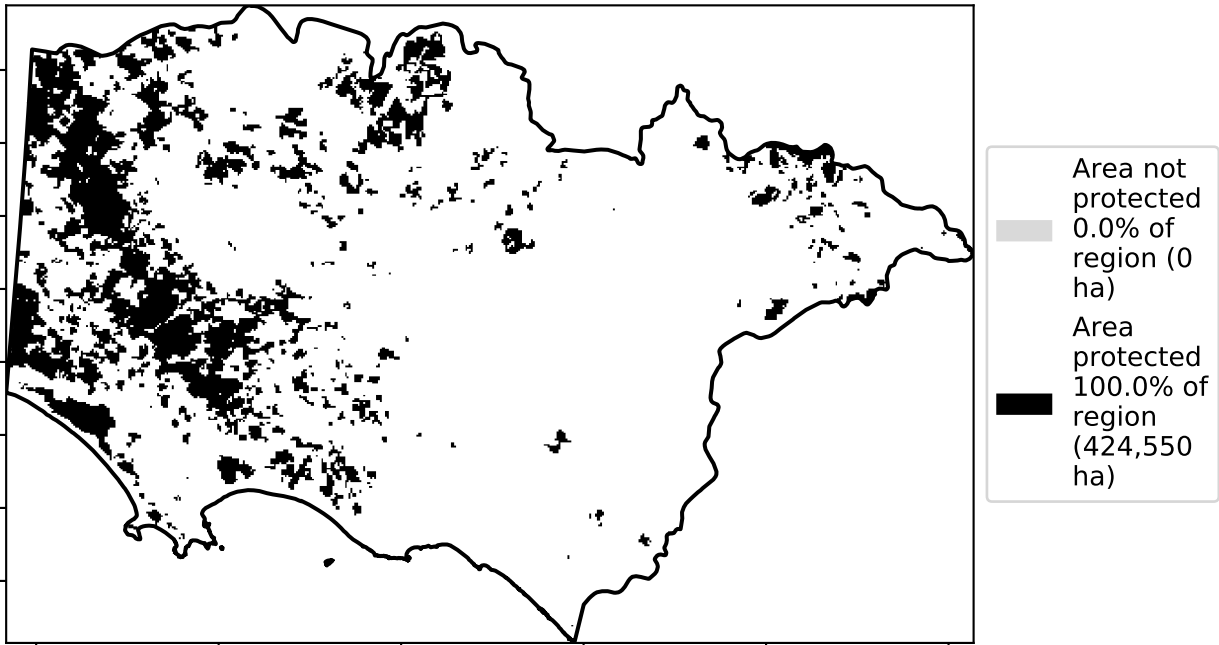 Area not
protected
0.0% of
region (0
ha)
Area
protected
100.0% of
region
(424,550
ha)